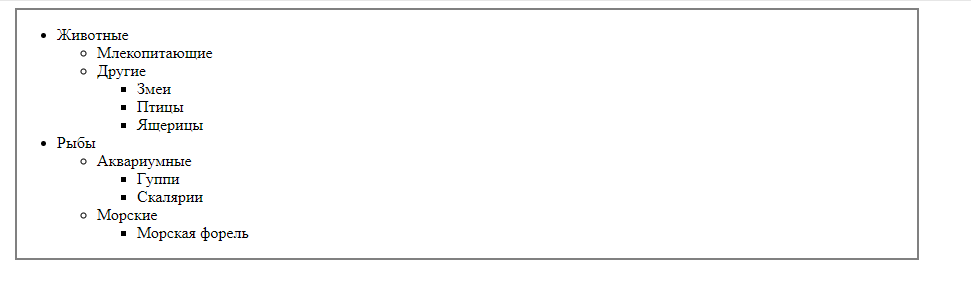 Животные
Млекопитающие
Другие
Змеи
Птицы
Ящерицы
Рыбы
Аквариумные
Гуппи
Скалярии
Морские
Морская форель